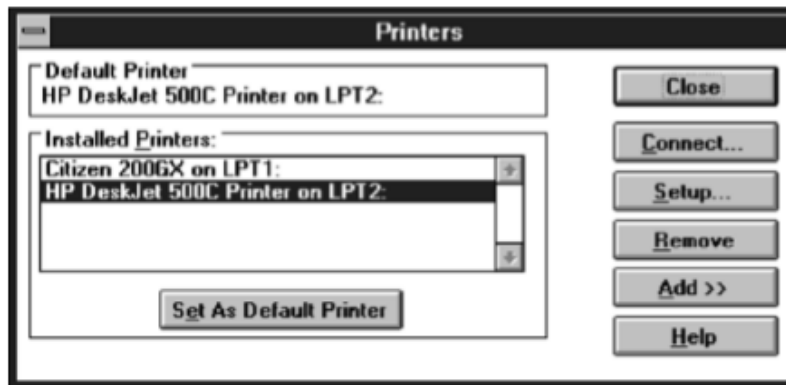 Printers
Default Printer
HP DeskJet 500C Printer on LPT2:
Installed Printers:
Citizen 200GX on LPT1:
HP DeskJet 500C Printer on LPT2:
Set As Default Printer
Close
Connect...
Setup...
Remove
Add >>
Help